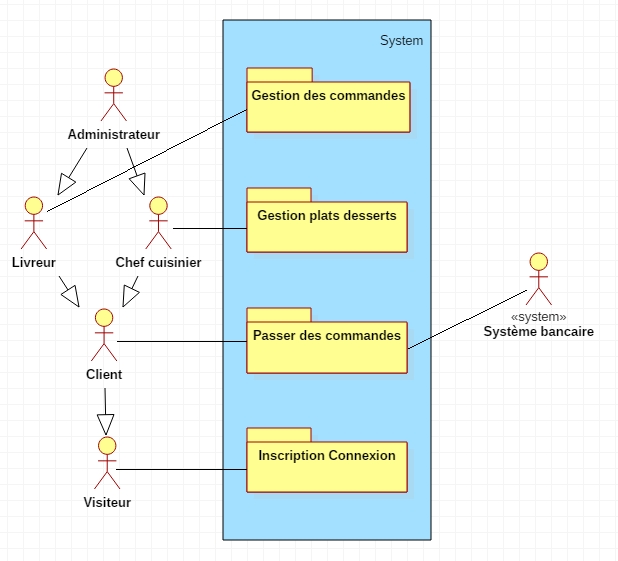 System
Gestion des commandes
Administrateur
Gestion plats desserts
Livreur
Chef cuisinier
«system»
Système bancaire
Passer des commandes
Client
Inscription Connexion
Visiteur